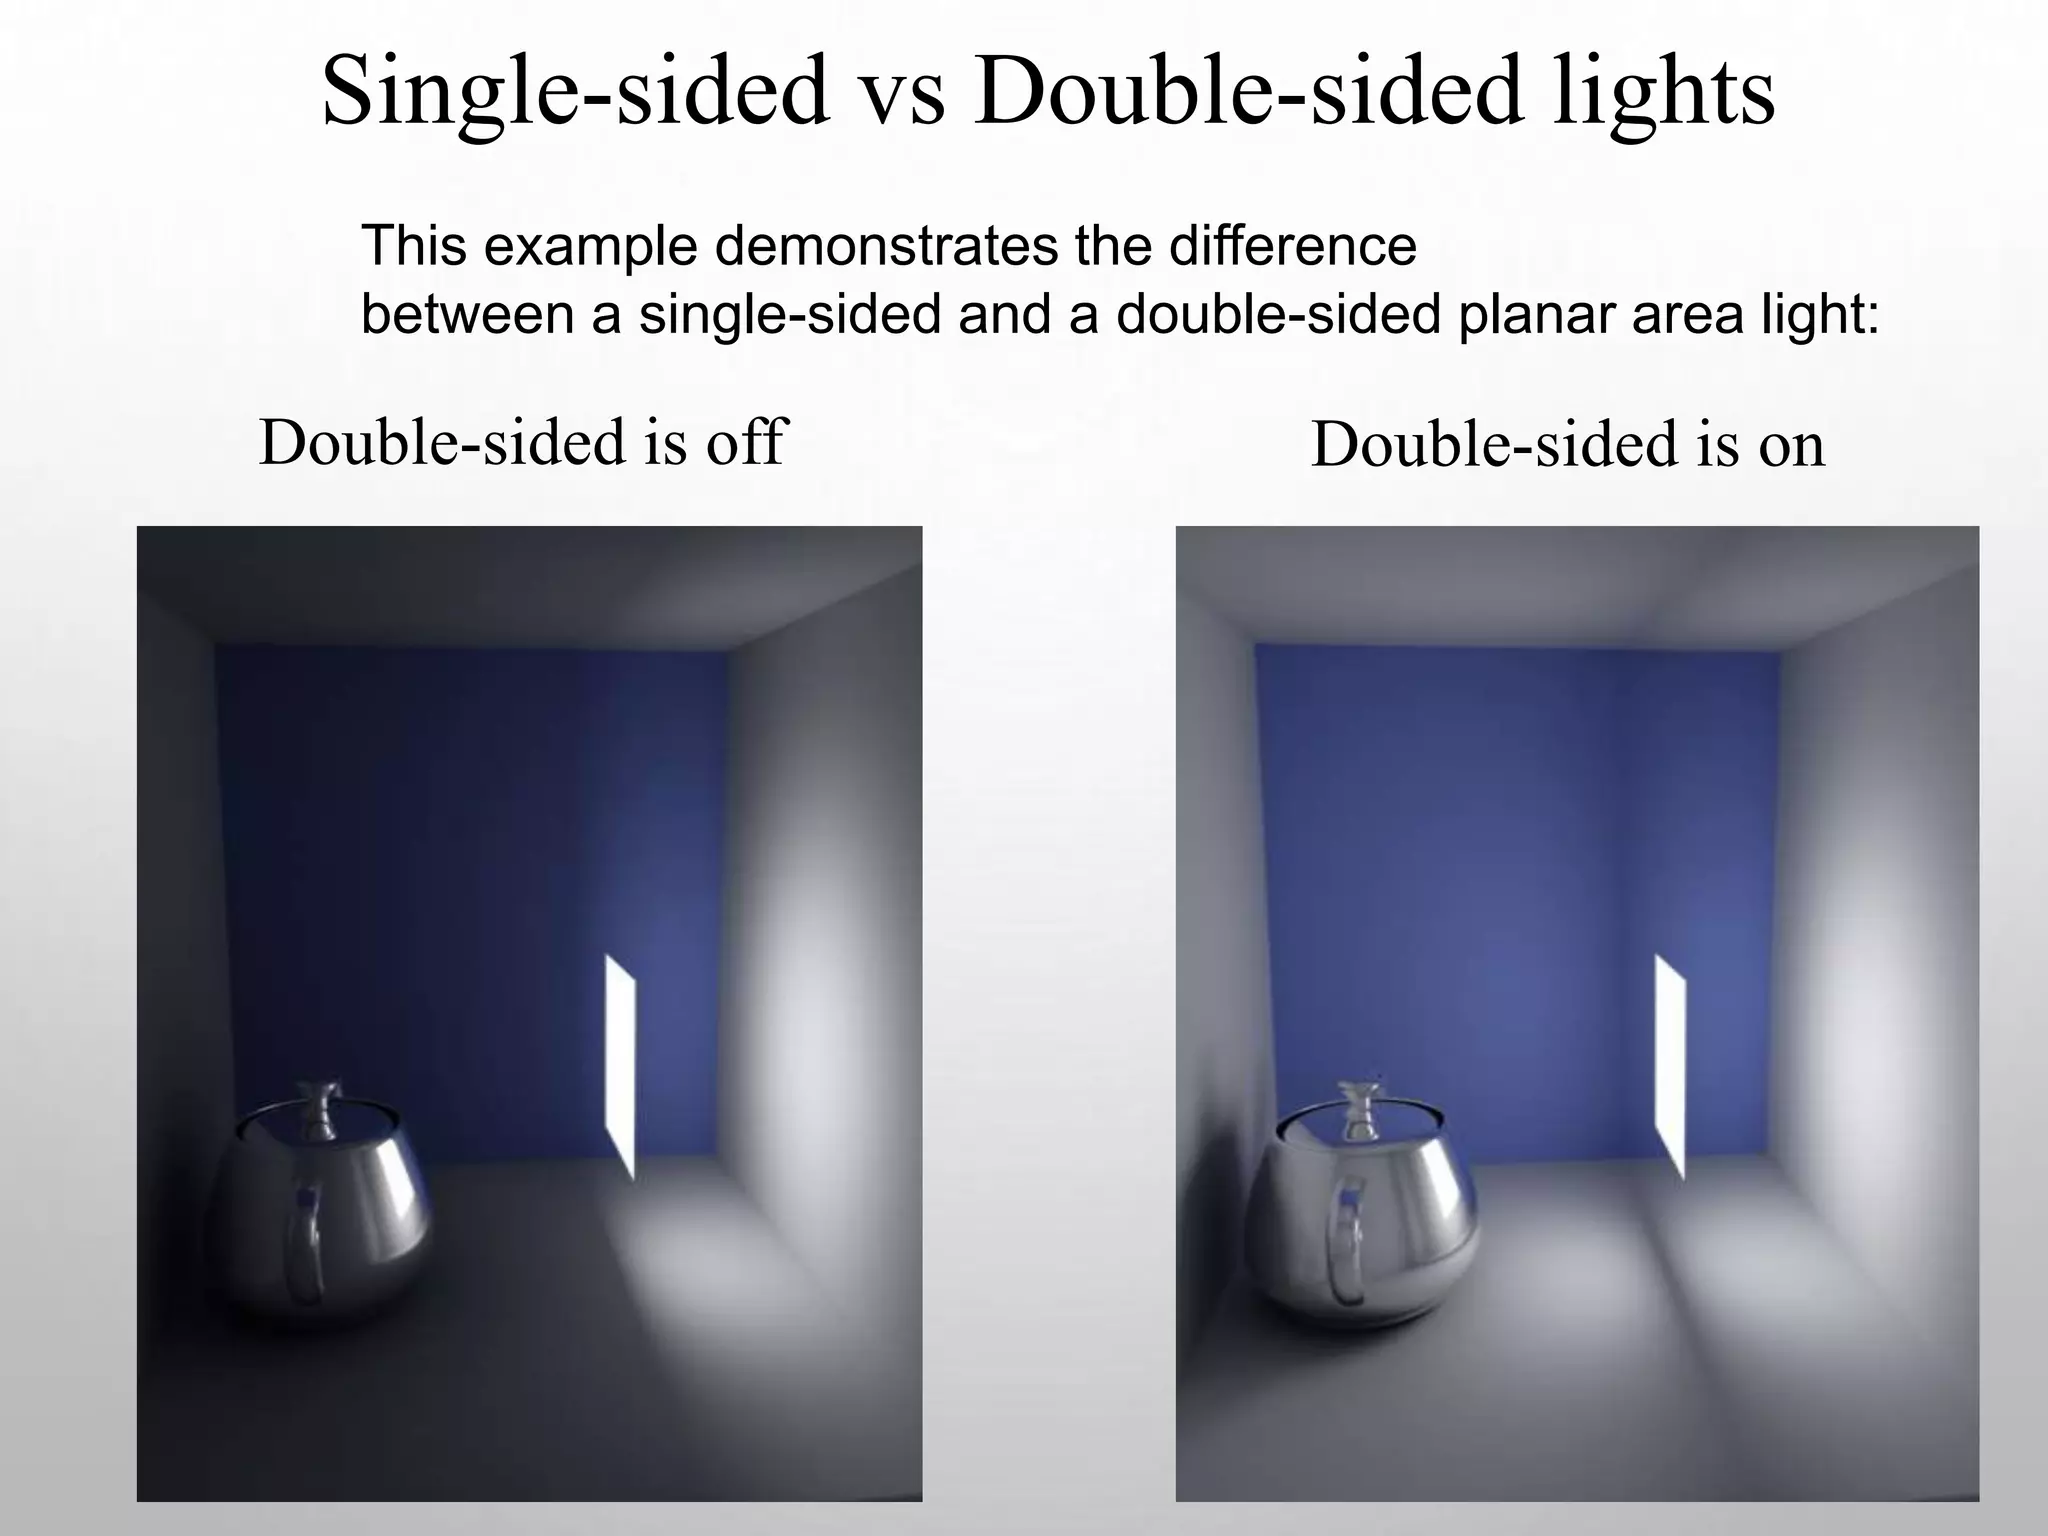 Single-sided vs Double-sided lights
This example demonstrates the difference
between a single-sided and a double-sided planar area light:
Double-sided is off
Double-sided is on